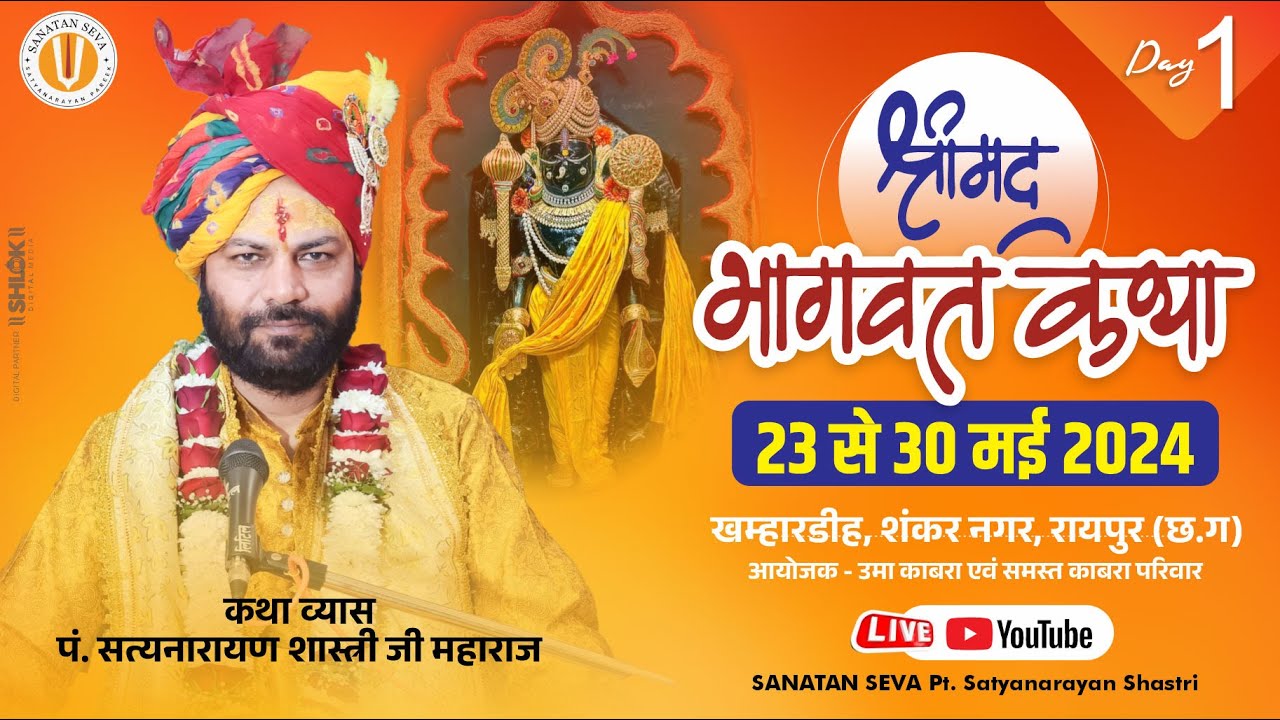 SANATAN SEVA
SATYANARAYAN PAREEK
Day 1
श्रीमद
भागवत कथा
23 से 30 मई 2024
खम्हारडीह, शंकर नगर, रायपुर (छ.ग)
आयोजक - उमा काबरा एवं समस्त काबरा परिवार
LIVE YouTube
SANATAN SEVA Pt. Satyanarayan Shastri
कथा व्यास
पं. सत्यनारायण शास्त्री जी महाराज
DIGITAL PARTNER
॥SHLOK॥
DIGITAL MEDIA